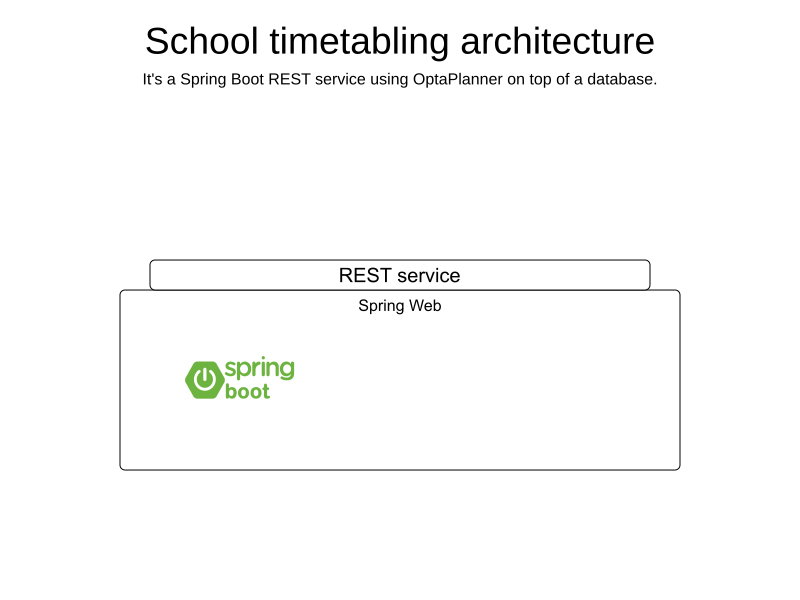 School timetabling architecture
It's a Spring Boot REST service using OptaPlanner on top of a database.
REST service
Spring Web
spring
boot